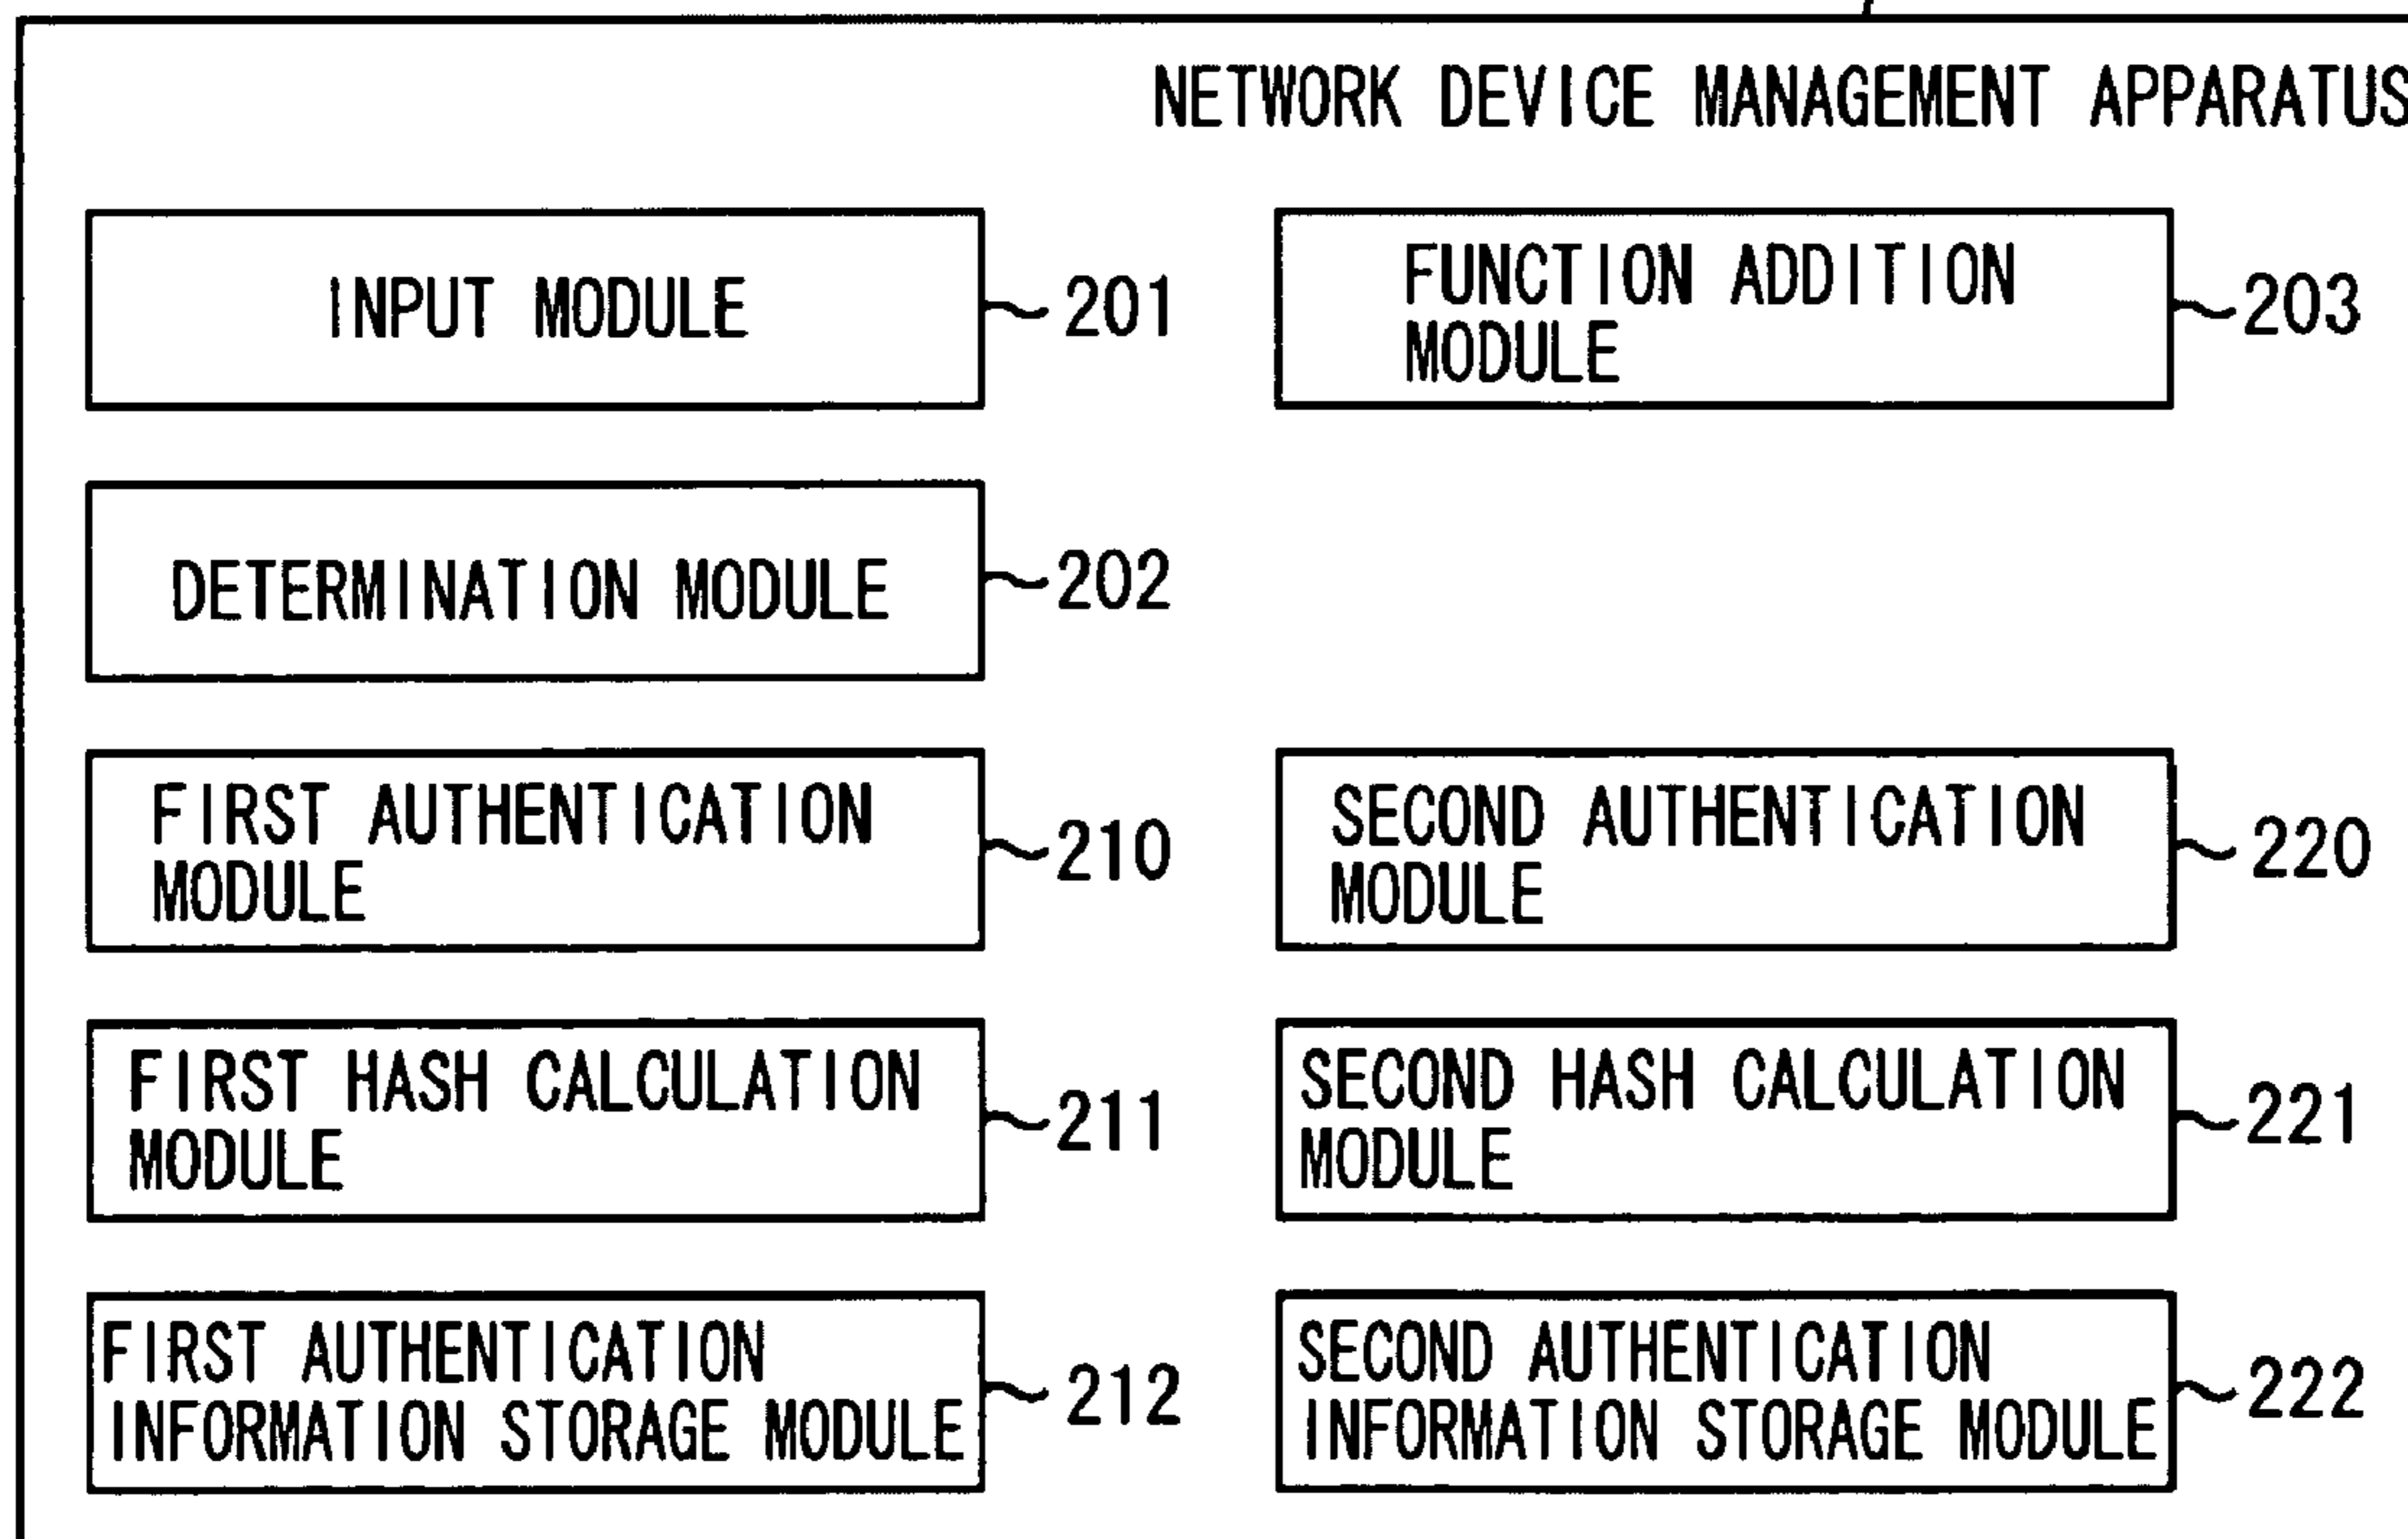 NETWORK DEVICE MANAGEMENT APPARATUS
INPUT MODULE
201
FUNCTION ADDITION
MODULE
203
DETERMINATION MODULE
202
FIRST AUTHENTICATION
MODULE
210
SECOND AUTHENTICATION
MODULE
220
FIRST HASH CALCULATION
MODULE
211
SECOND HASH CALCULATION
MODULE
221
FIRST AUTHENTICATION
INFORMATION STORAGE MODULE
212
SECOND AUTHENTICATION
INFORMATION STORAGE MODULE
222